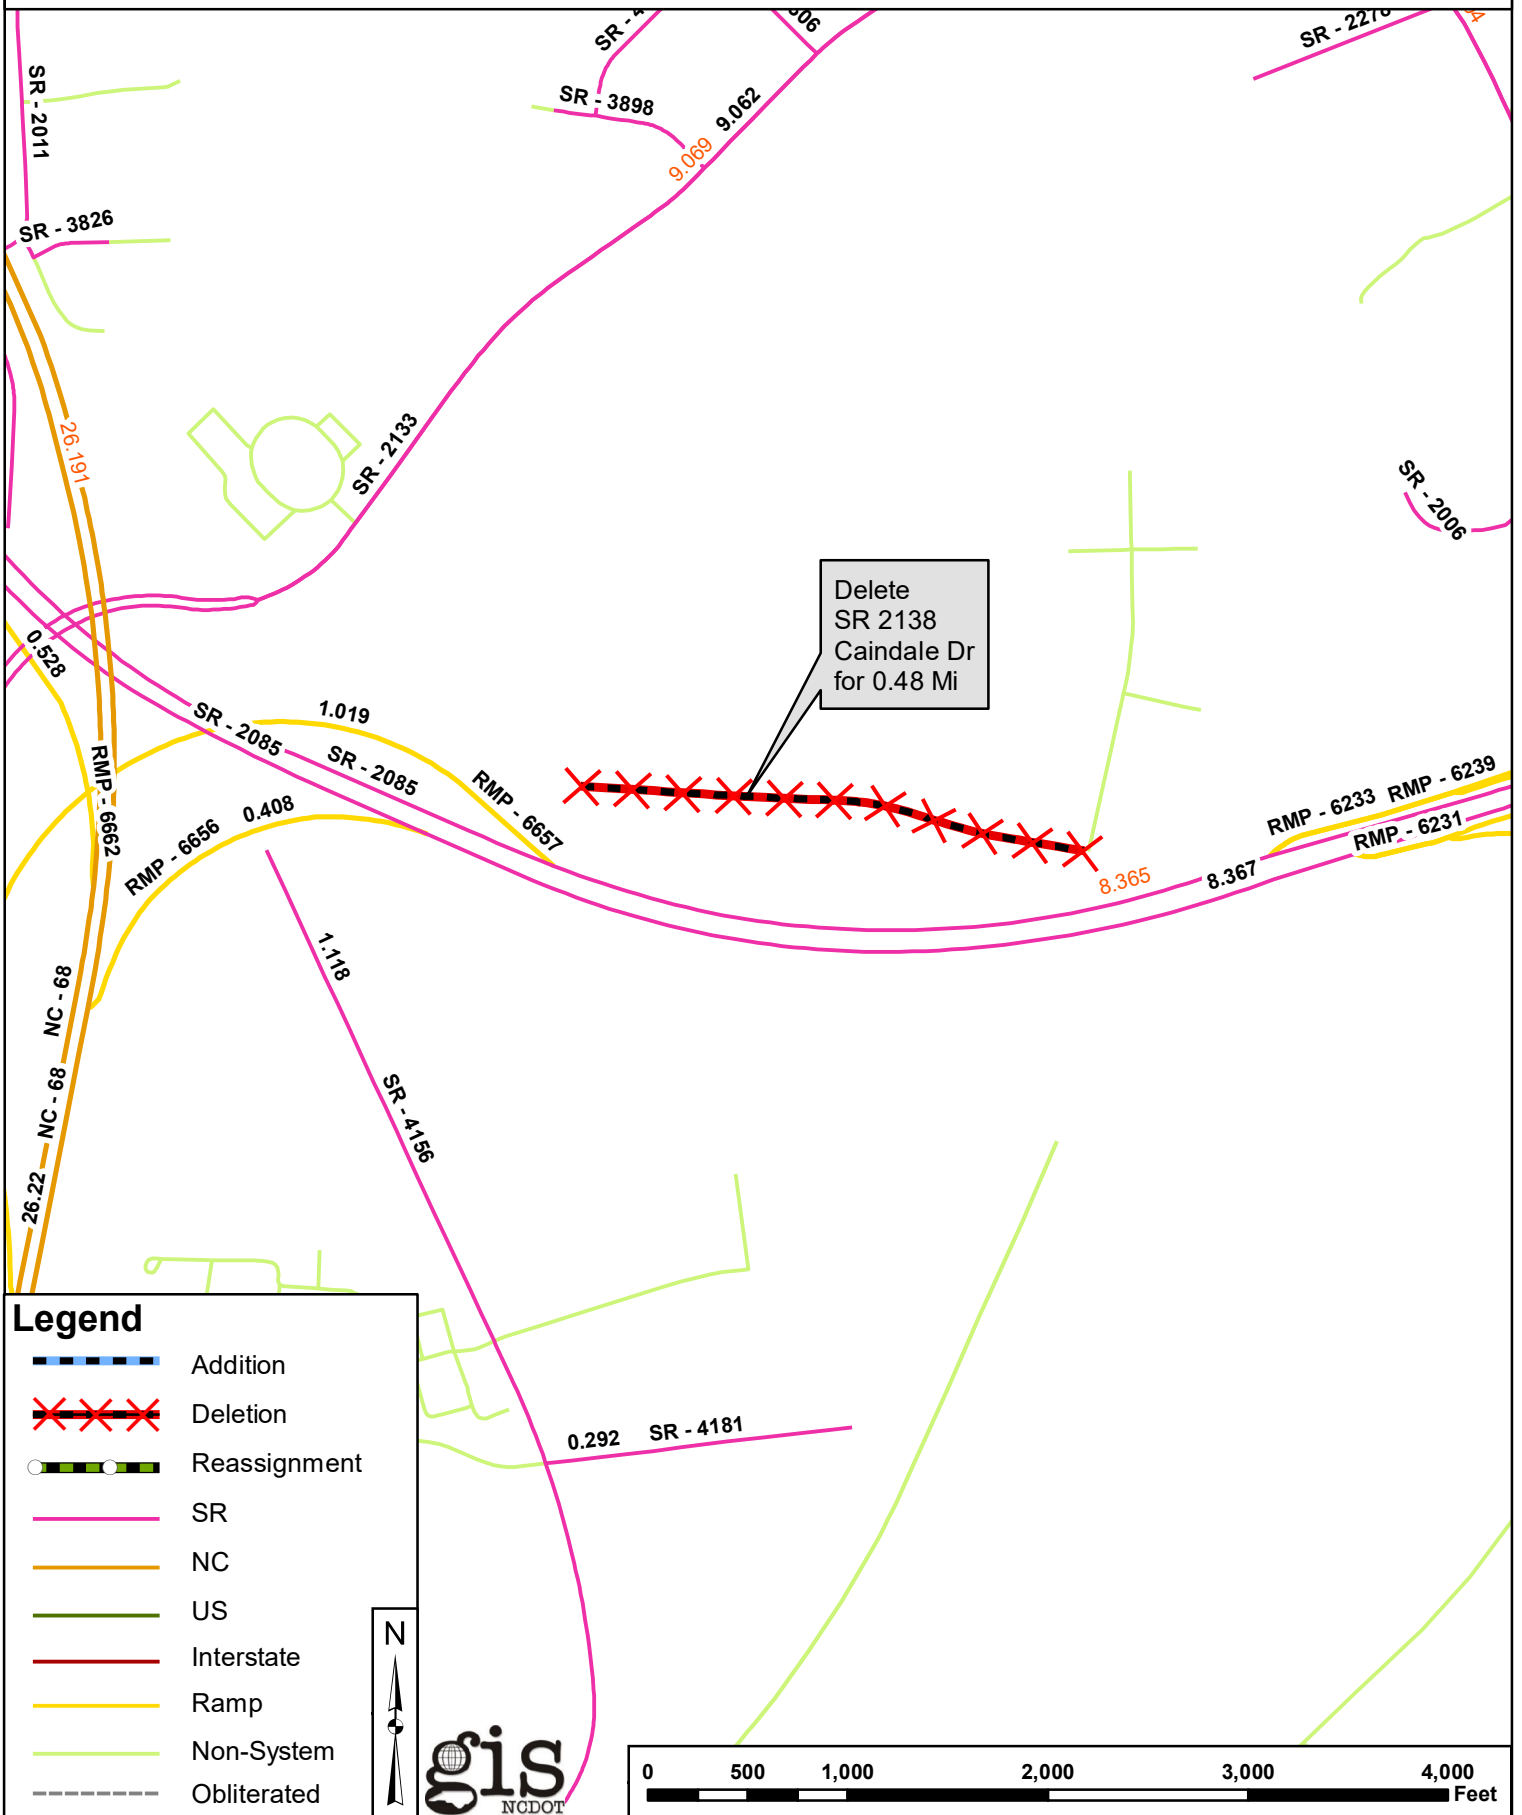 SR - 2278
SR - 2011
SR - 3898
9.062
9.069
SR - 3826
26.191
SR - 2133
SR - 2006
Delete
SR 2138
Caindale Dr
for 0.48 Mi
0.528
SR - 2085
1.019
SR - 2085
RMP - 6662
RMP - 6657
0.408
RMP - 6656
RMP - 6239
RMP - 6233
RMP - 6231
8.365
8.367
1.118
NC - 68
NC - 68
SR - 4156
26.22
0.292 SR - 4181
Legend
Addition
Deletion
Reassignment
SR
NC
US
Interstate
Ramp
Non-System
Obliterated
N
gis
NCDOT
0 500 1,000 2,000 3,000 4,000
Feet